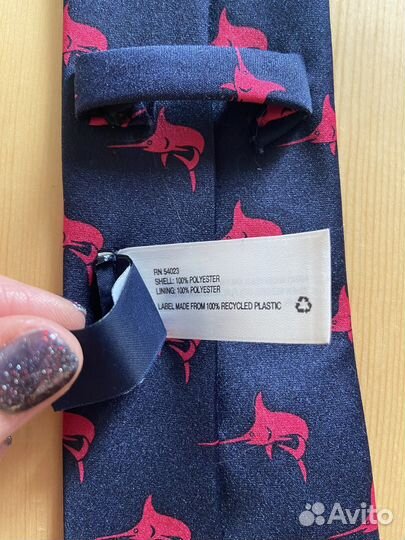 RN 54023
SHELL: 100% POLYESTER
LINING: 100% POLYESTER
LABEL MADE FROM 100% RECYCLED PLASTIC
Avito